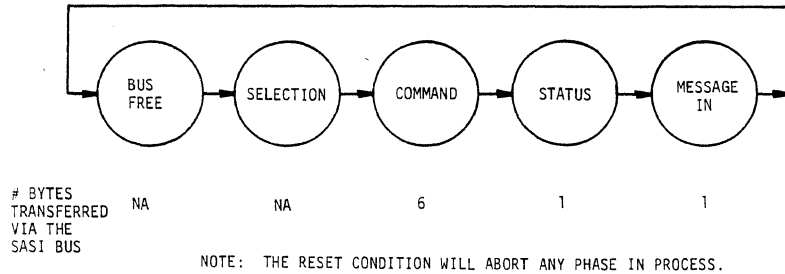 BUS
FREE
SELECTION
COMMAND
STATUS
MESSAGE
IN
# BYTES
TRANSFERRED
VIA THE
SASI BUS
NA
NA
6
1
1
NOTE: THE RESET CONDITION WILL ABORT ANY PHASE IN PROCESS.